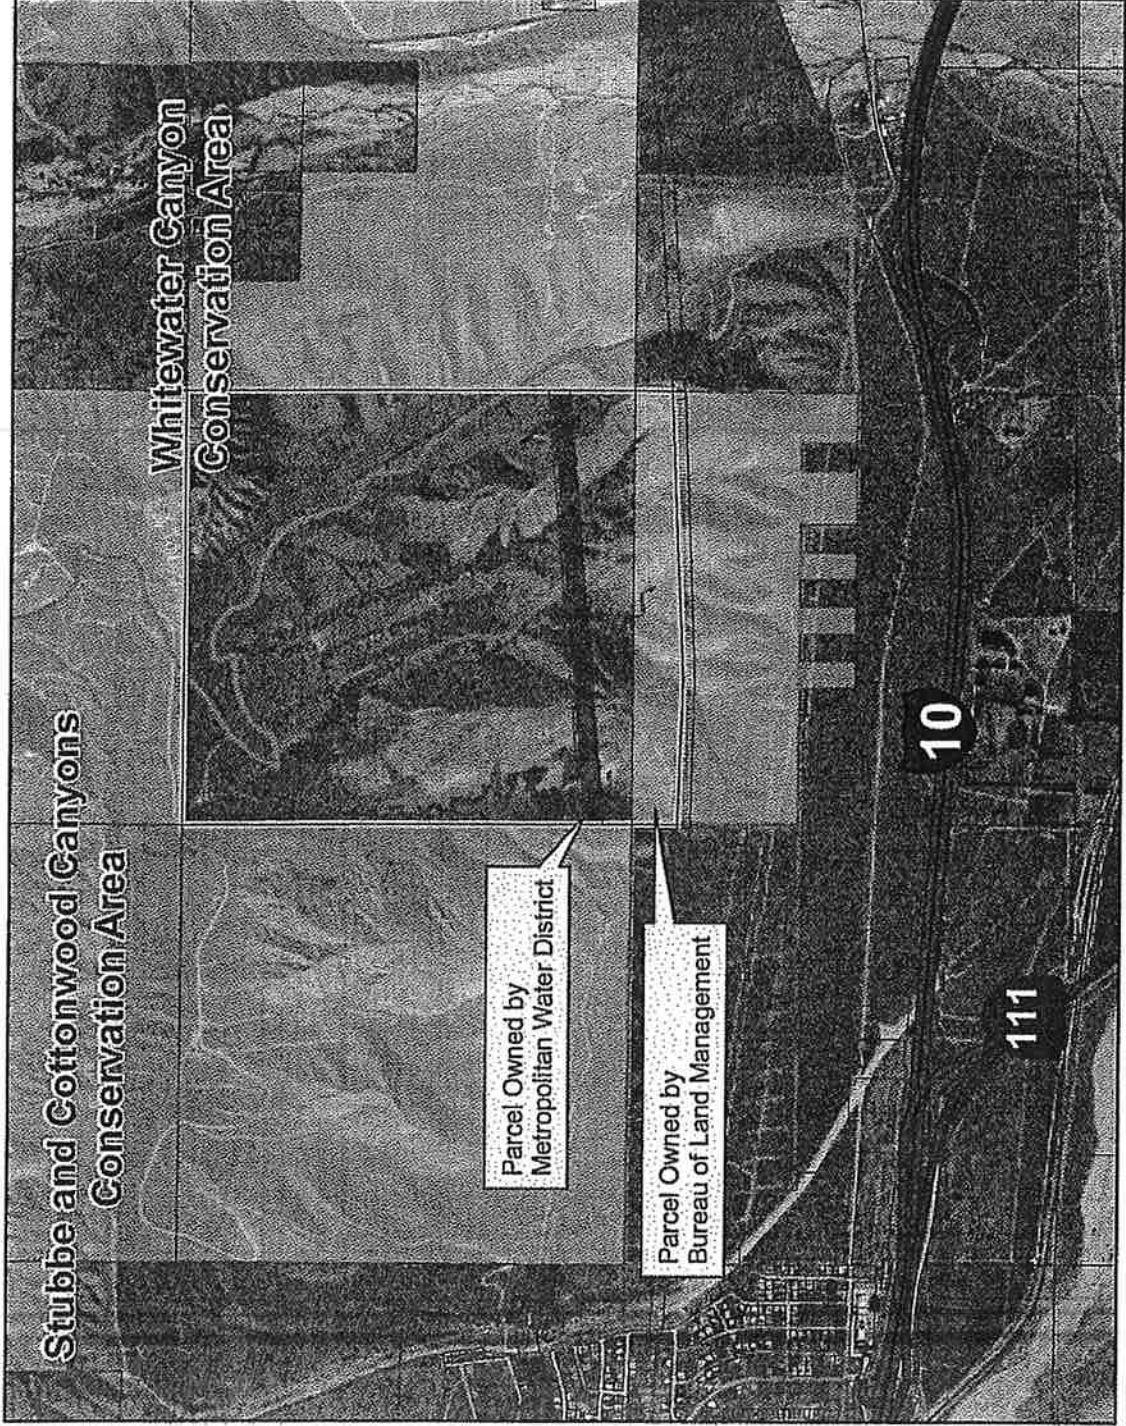 Stubbe and Cottonwood Canyons
Conservation Area
Whitewater Canyon
Conservation Area
Parcel Owned by
Metropolitan Water District
Parcel Owned by
Bureau of Land Management
10
111